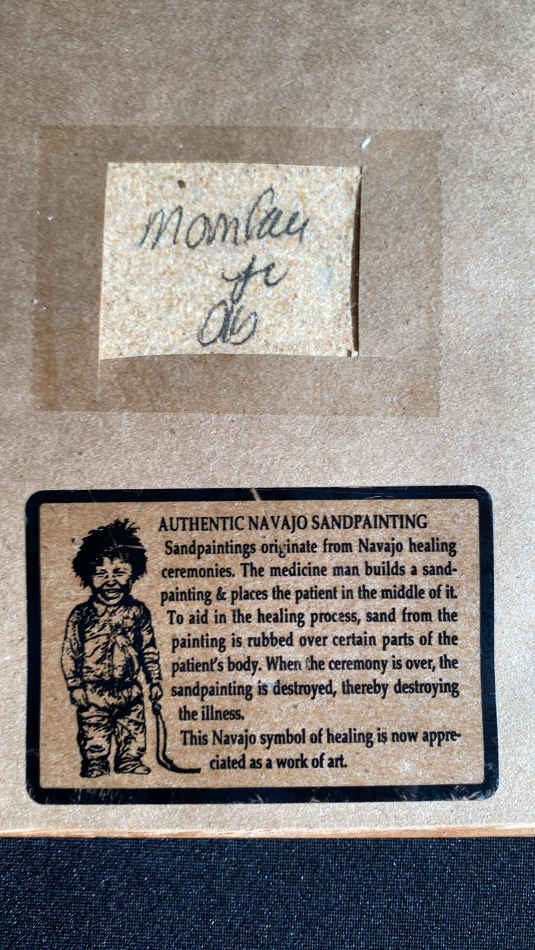 AUTHENTIC NAVAJO SANDPAINTING
Sandpaintings originate from Navajo healing
ceremonies. The medicine man builds a sand-
painting & places the patient in the middle of it.
To aid in the healing process, sand from the
painting is rubbed over certain parts of the
patient's body. When the ceremony is over, the
sandpainting is destroyed, thereby destroying
the illness.
This Navajo symbol of healing is now appre-
ciated as a work of art.